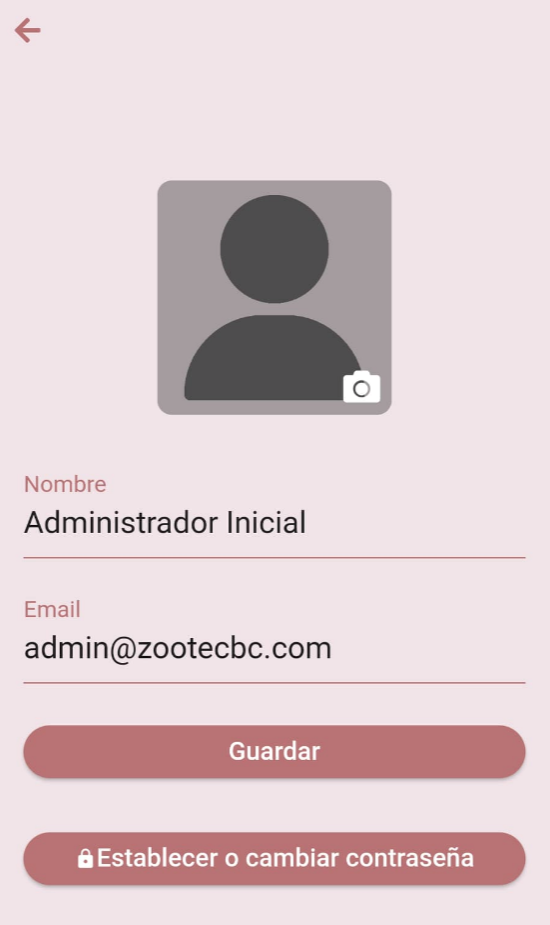 Nombre
Administrador Inicial
Email
admin@zootecbc.com
Guardar
Establecer o cambiar contraseña